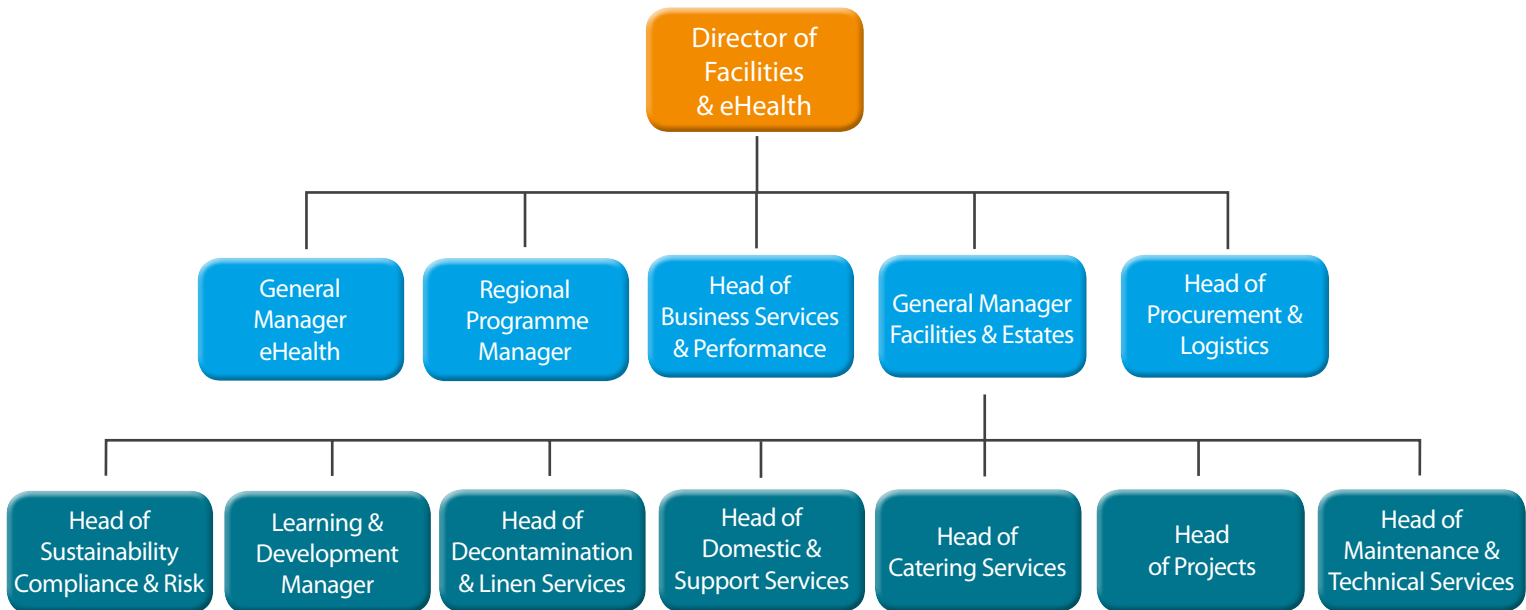 Director of
Facilities
& eHealth
General
Manager
eHealth
Regional
Programme
Manager
Head of
Business Services
& Performance
General Manager
Facilities & Estates
Head of
Procurement &
Logistics
Head of
Sustainability
Compliance & Risk
Learning &
Development
Manager
Head of
Decontamination
& Linen Services
Head of
Domestic &
Support Services
Head of
Catering Services
Head
of Projects
Head of
Maintenance &
Technical Services